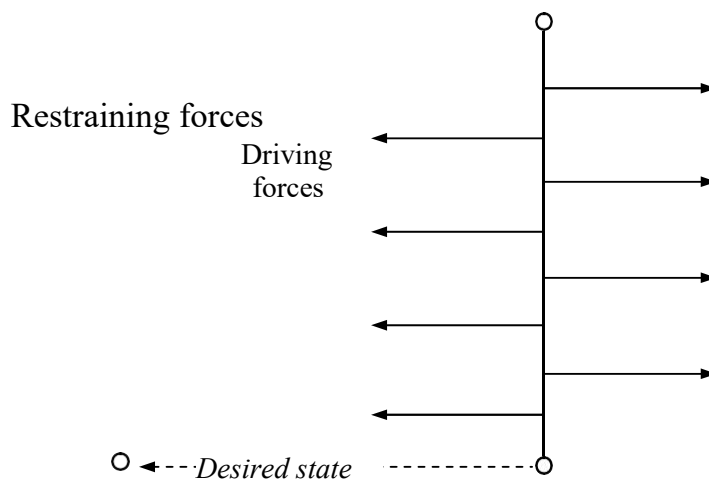 Restraining forces
Driving
forces
Desired state